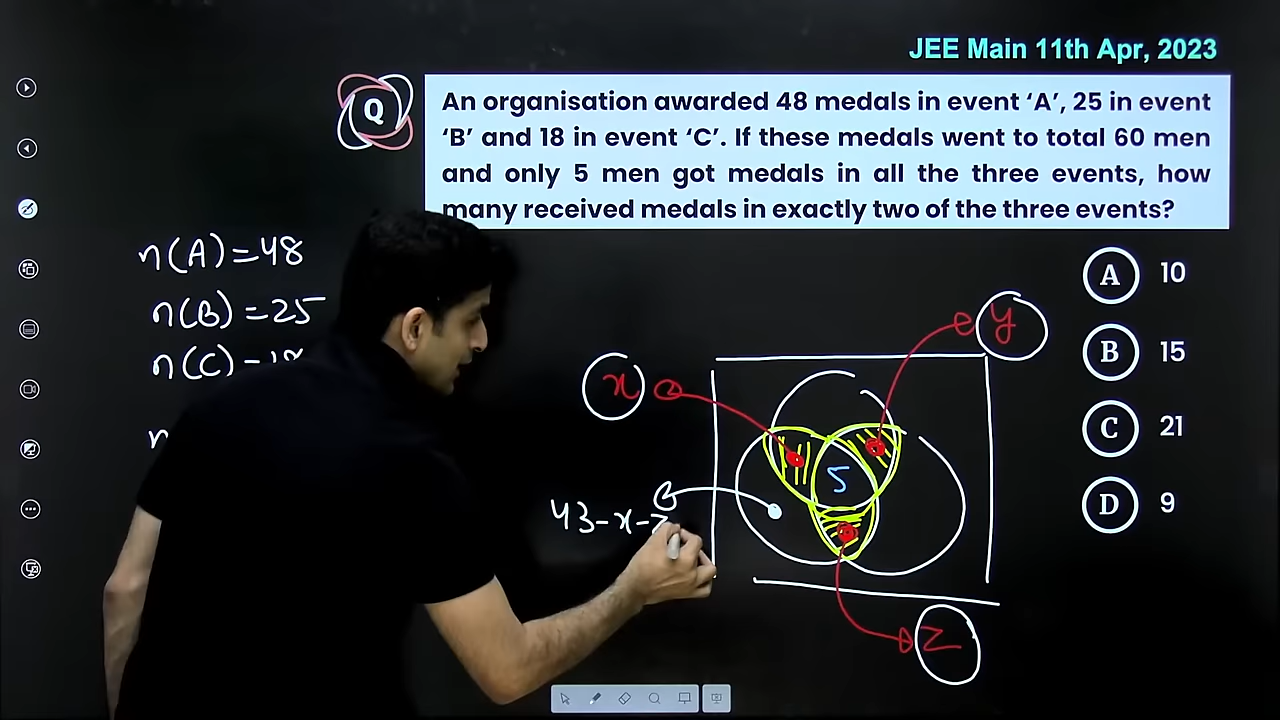 JEE Main 11th Apr, 2023
Q
An organisation awarded 48 medals in event ‘A’, 25 in event
‘B’ and 18 in event ‘C’. If these medals went to total 60 men
and only 5 men got medals in all the three events, how
many received medals in exactly two of the three events?
n(A)=48
n(B)=25
n(C)
A 10
B 15
C 21
D 9
x
y
5
43-x-z
z